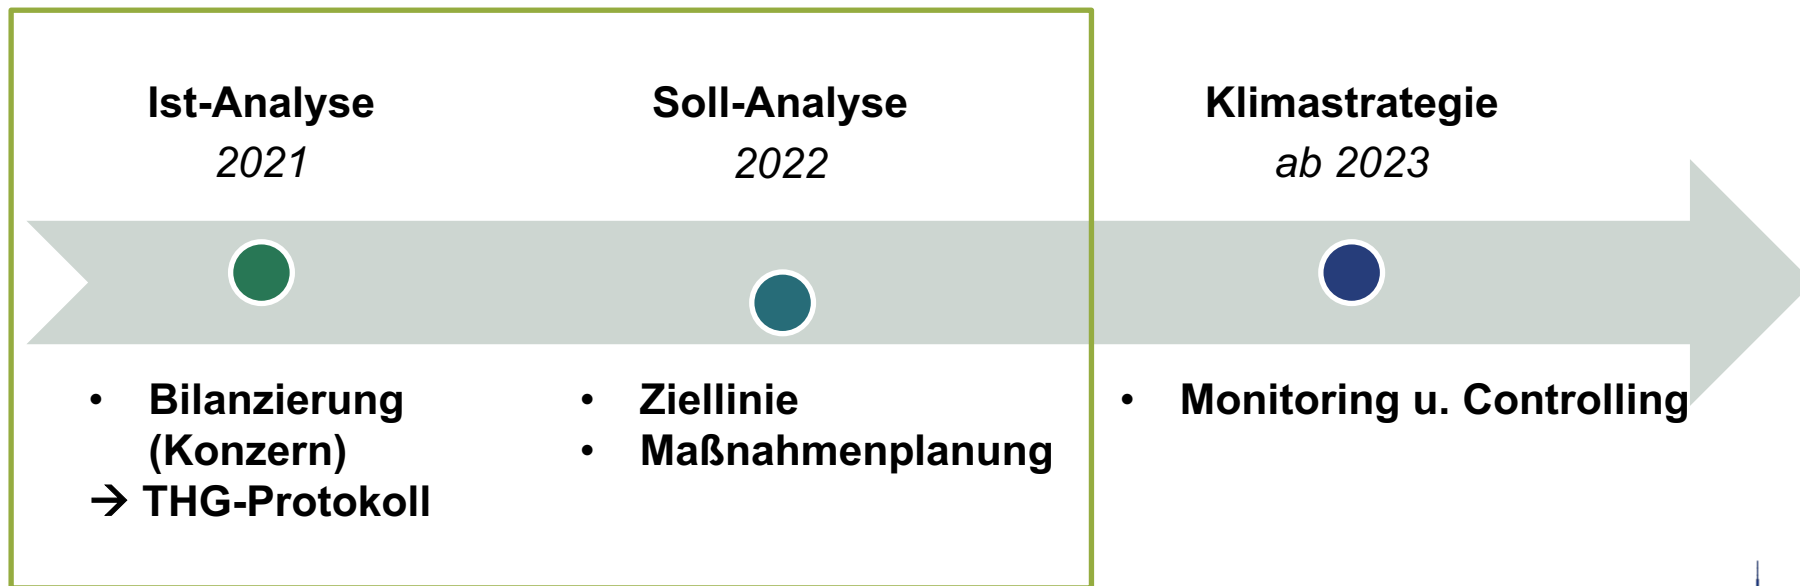 Ist-Analyse
2021
• Bilanzierung
(Konzern)
→ THG-Protokoll
Soll-Analyse
2022
• Ziellinie
• Maßnahmenplanung
Klimastrategie
ab 2023
• Monitoring u. Controlling